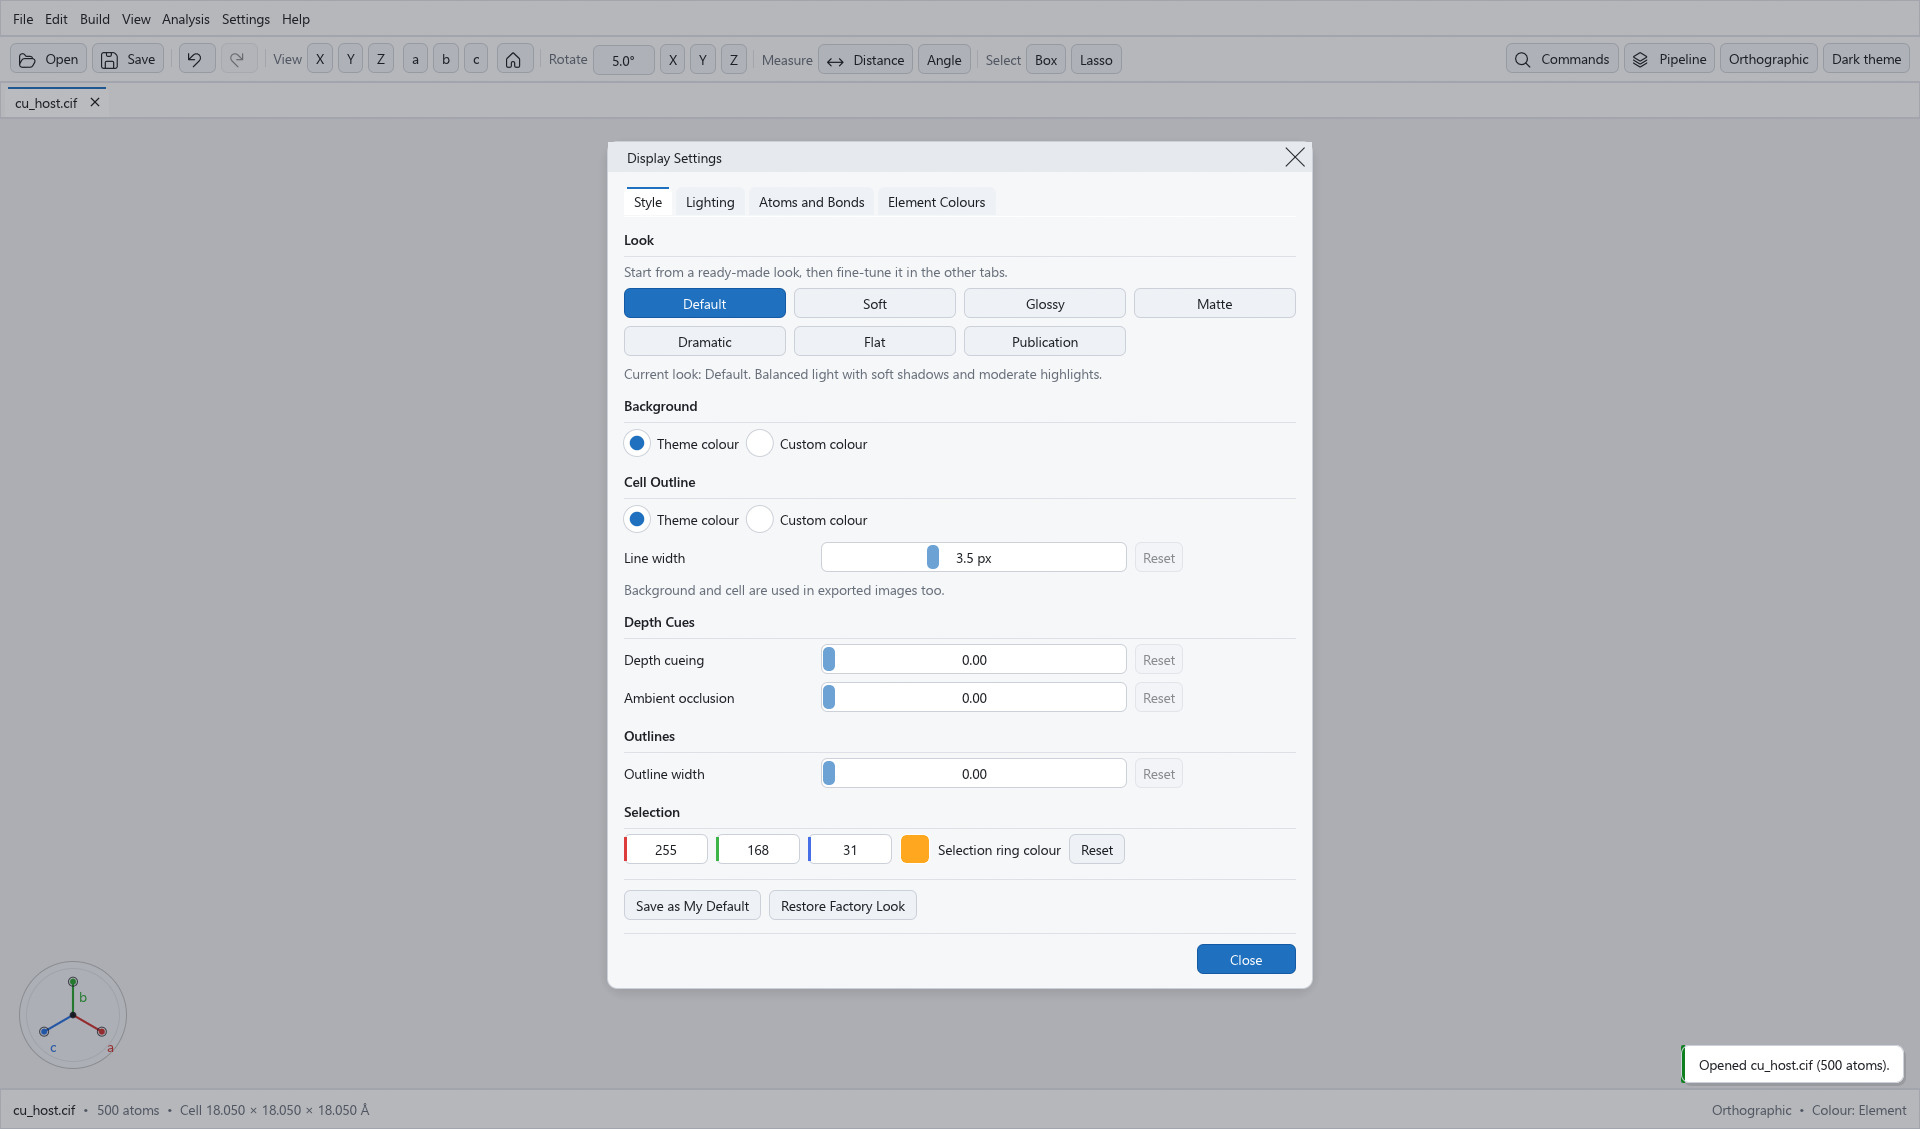 File Edit Build View Analysis Settings Help
Open Save View X Y Z a b c Rotate 5.0° X Y Z Measure Distance Angle Select Box Lasso Commands Pipeline Orthographic Dark theme
cu_host.cif
Display Settings
Style Lighting Atoms and Bonds Element Colours
Look
Start from a ready-made look, then fine-tune it in the other tabs.
Default Soft Glossy Matte
Dramatic Flat Publication
Current look: Default. Balanced light with soft shadows and moderate highlights.
Background
Theme colour Custom colour
Cell Outline
Theme colour Custom colour
Line width 3.5 px Reset
Background and cell are used in exported images too.
Depth Cues
Depth cueing 0.00 Reset
Ambient occlusion 0.00 Reset
Outlines
Outline width 0.00 Reset
Selection
255 168 31 Selection ring colour Reset
Save as My Default Restore Factory Look
Close
b
c a
Opened cu_host.cif (500 atoms).
cu_host.cif • 500 atoms • Cell 18.050 × 18.050 × 18.050 Å Orthographic • Colour: Element